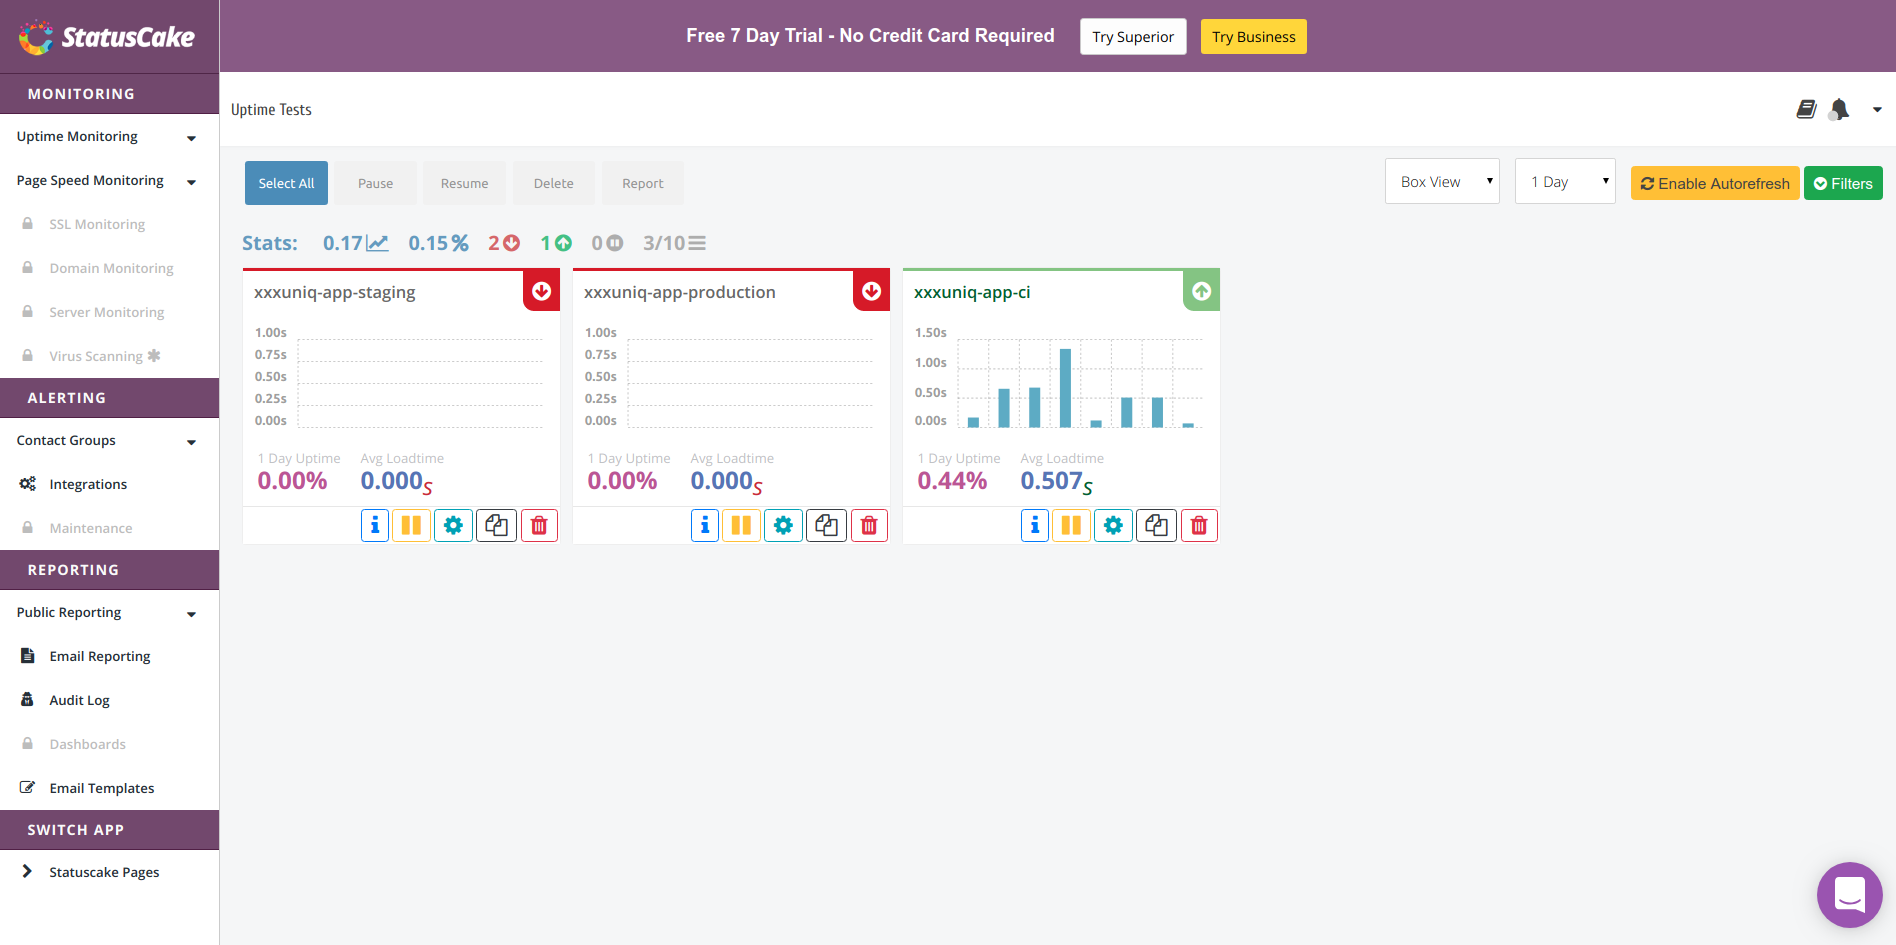 StatusCake
Free 7 Day Trial - No Credit Card Required
Try Superior
Try Business
MONITORING
Uptime Monitoring
Page Speed Monitoring
SSL Monitoring
Domain Monitoring
Server Monitoring
Virus Scanning
ALERTING
Contact Groups
Integrations
Maintenance
REPORTING
Public Reporting
Email Reporting
Audit Log
Dashboards
Email Templates
SWITCH APP
Statuscake Pages
Uptime Tests
Select All
Pause
Resume
Delete
Report
Box View
1 Day
Enable Autorefresh
Filters
Stats: 0.17 0.15% 2 1 0 3/10
xxxuniq-app-staging
1.00s
0.75s
0.50s
0.25s
0.00s
1 Day Uptime
0.00%
Avg Loadtime
0.000s
xxxuniq-app-production
1.00s
0.75s
0.50s
0.25s
0.00s
1 Day Uptime
0.00%
Avg Loadtime
0.000s
xxxuniq-app-ci
1.50s
1.00s
0.50s
0.00s
1 Day Uptime
0.44%
Avg Loadtime
0.507s